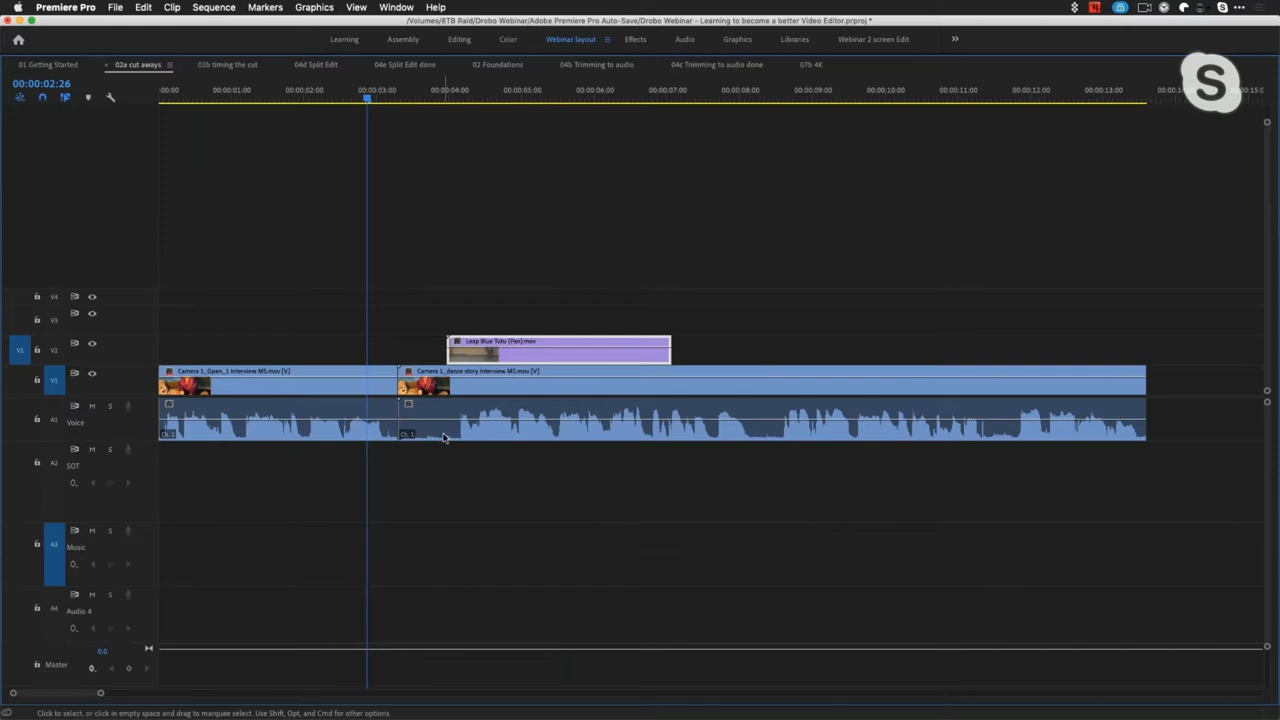 Premiere Pro File Edit Clip Sequence Markers Graphics View Window Help
/Volumes/8TB Raid/Drobo Webinar/Adobe Premiere Pro Auto-Save/Drobo Webinar - Learning to become a better Video Editor.prproj *
Learning Assembly Editing Color Webinar layout Effects Audio Graphics Libraries Webinar 2 screen Edit
01 Getting Started × 02a cut aways 02b timing the cut 04d Split Edit 04e Split Edit done 02 Foundations 04b Trimming to audio 04c Trimming to audio done 07b 4K
00:00:02:26
:00:00 00:00:01:00 00:00:02:00 00:00:03:00 00:00:04:00 00:00:05:00 00:00:06:00 00:00:07:00 00:00:08:00 00:00:09:00 00:00:10:00 00:00:11:00 00:00:12:00 00:00:13:00
S
V4
V3
V1 V2 Leap Blue Tutu (Pan).mov
V1 Camera 1_Open_1 Interview MS.mov [V] Camera 1_dance story Interview MS.mov [V]
A1 M S
Voice
Ch. 1 Ch. 1
A2 M S
SOT
A3 M S
Music
A4 M S
Audio 4
0.0
Master
Click to select, or click in empty space and drag to marquee select. Use Shift, Opt, and Cmd for other options.